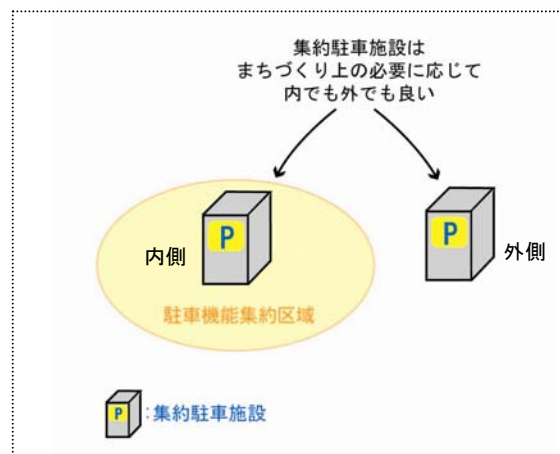 集約駐車施設は
まちづくり上の必要に応じて
内でも外でも良い
P
内側
P
外側
駐車機能集約区域
P
:集約駐車施設